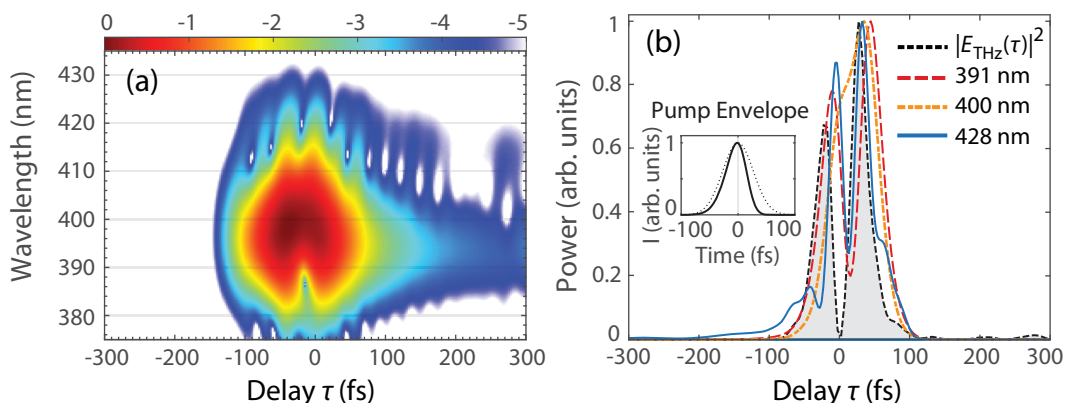 0 -1 -2 -3 -4 -5
(a)
Wavelength (nm)
430
420
410
400
390
380
-300 -200 -100 0 100 200 300
Delay τ (fs)
(b)
Power (arb. units)
1
0.8
0.6
0.4
0.2
0
-300 -200 -100 0 100 200 300
Delay τ (fs)
|E_THz(τ)|²
391 nm
400 nm
428 nm
Pump Envelope
I (arb. units)
1
0
-100 0 100
Time (fs)